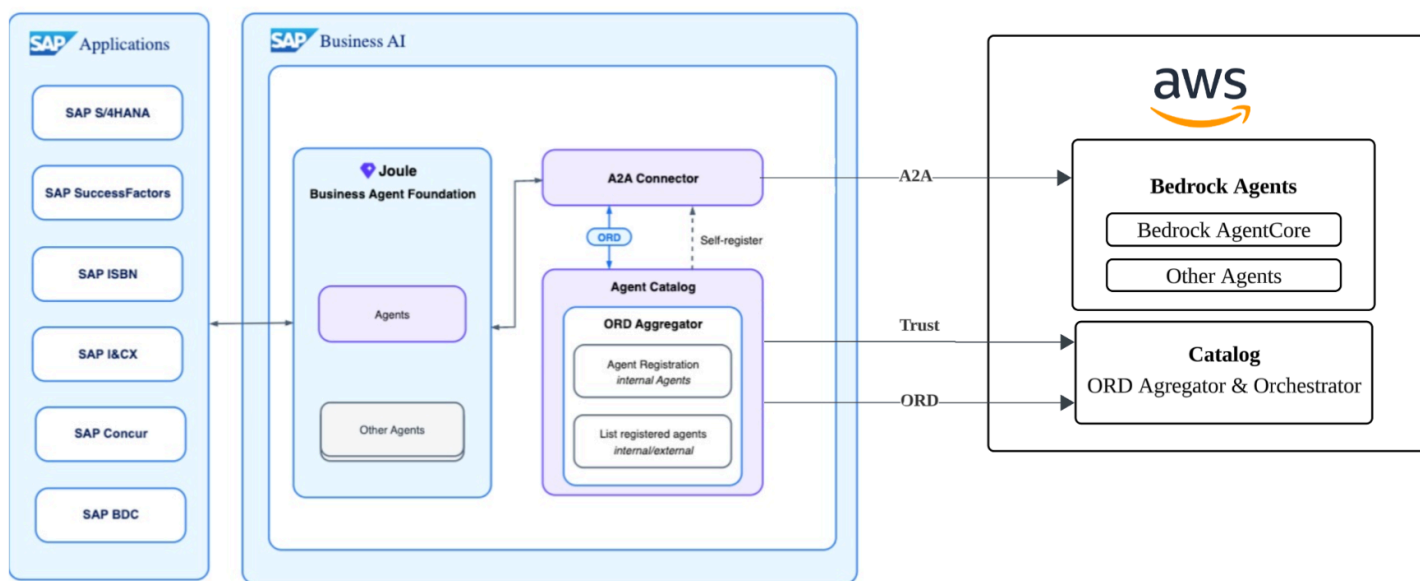 SAP Applications
SAP S/4HANA
SAP SuccessFactors
SAP ISBN
SAP I&CX
SAP Concur
SAP BDC
SAP Business AI
Joule
Business Agent Foundation
Agents
Other Agents
A2A Connector
ORD
Self-register
Agent Catalog
ORD Aggregator
Agent Registration
internal Agents
List registered agents
internal/external
A2A
Trust
ORD
aws
Bedrock Agents
Bedrock AgentCore
Other Agents
Catalog
ORD Agregator & Orchestrator